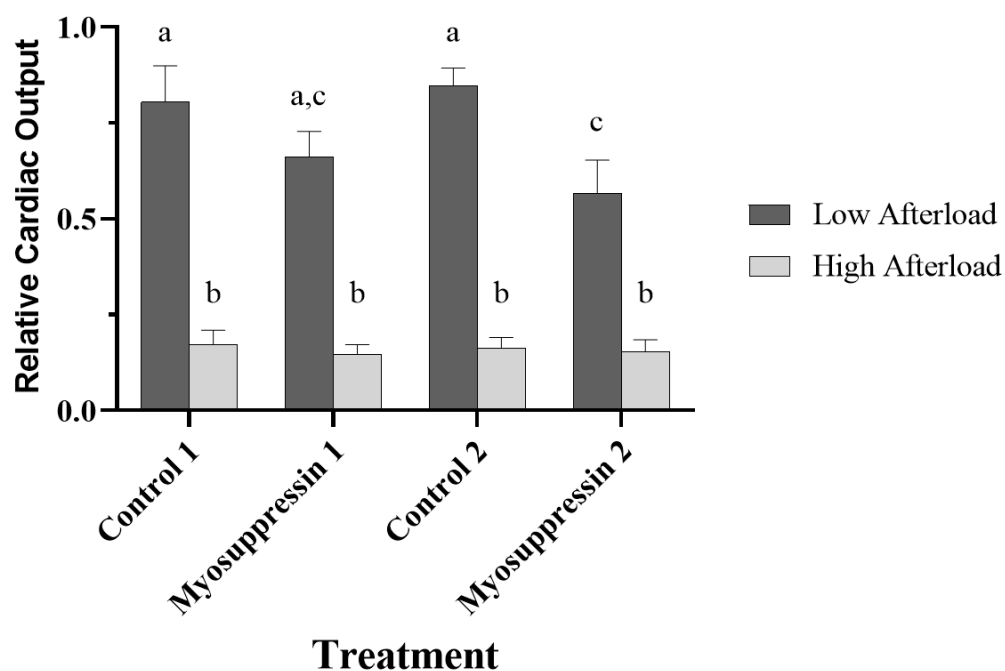 Relative Cardiac Output
1.0
0.5
0.0
a
a,c
a
c
b
b
b
b
Low Afterload
High Afterload
Control 1
Myosuppressin 1
Control 2
Myosuppressin 2
Treatment